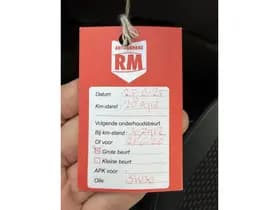 AUTOGARAGE
RM
Datum
Km-stand
Volgende onderhoudsbeurt
Bij km-stand
Of voor
Grote beurt
Kleine beurt
APK voor
Olie 5W30